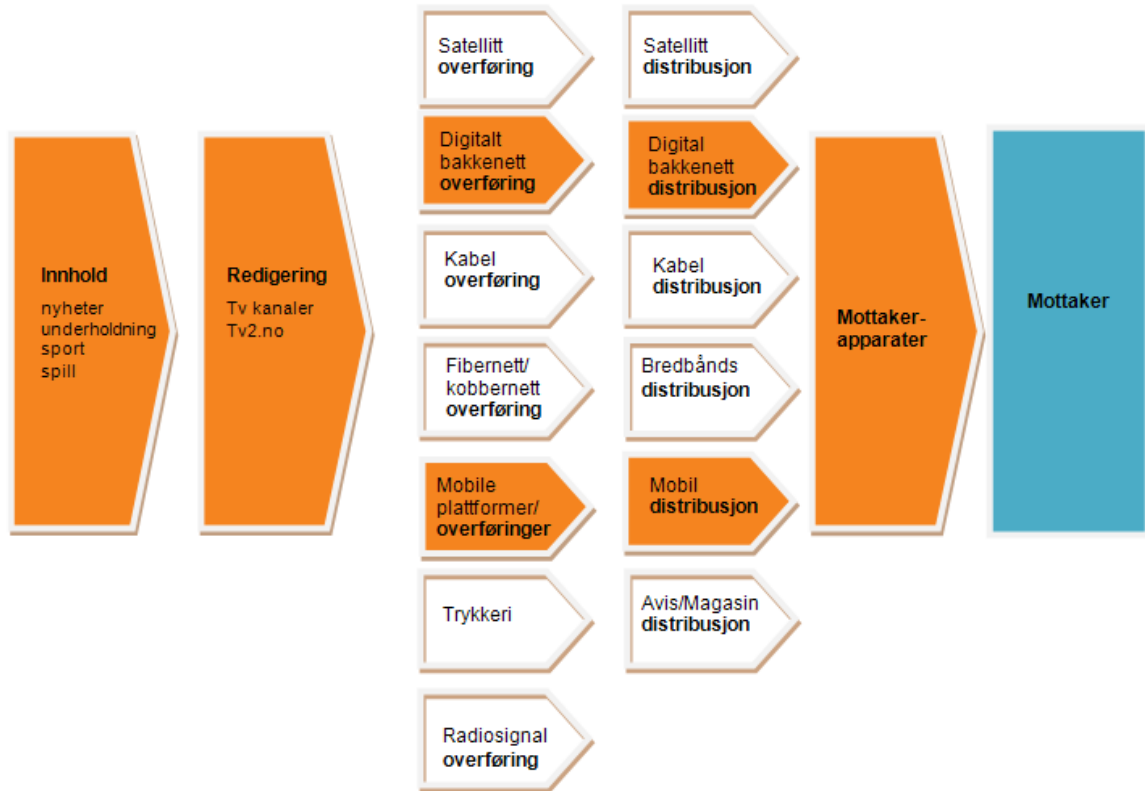 Innhold
nyheter
underholdning
sport
spill
Redigering
Tv kanaler
Tv2.no
Satellitt
overføring
Digitalt
bakkenett
overføring
Kabel
overføring
Fibernett/
kobbernett
overføring
Mobile
plattformer/
overføringer
Trykkeri
Radiosignal
overføring
Satellitt
distribusjon
Digital
bakkenett
distribusjon
Kabel
distribusjon
Bredbånds
distribusjon
Mobil
distribusjon
Avis/Magasin
distribusjon
Mottaker-
apparater
Mottaker